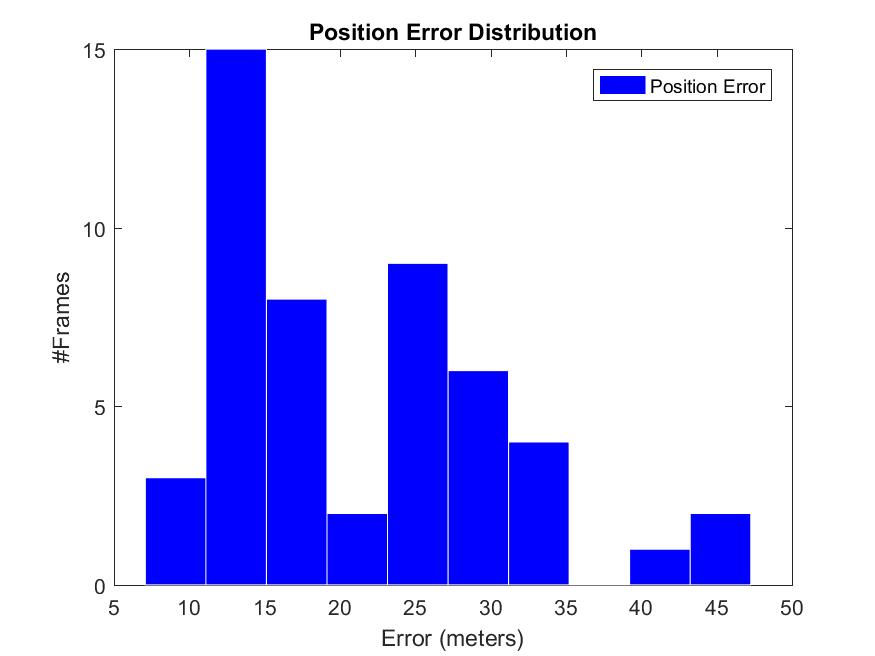 Position Error Distribution
Position Error
15
10
5
0
#Frames
5 10 15 20 25 30 35 40 45 50
Error (meters)